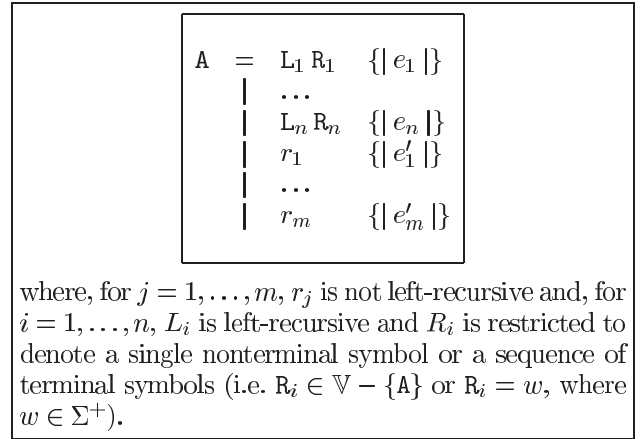 A = L₁ R₁ {| e₁ |}
| ...
| Lₙ Rₙ {| eₙ |}
| r₁ {| e′₁ |}
| ...
| rₘ {| e′ₘ |}
where, for j = 1, . . . , m, rⱼ is not left-recursive and, for
i = 1, . . . , n, Lᵢ is left-recursive and Rᵢ is restricted to
denote a single nonterminal symbol or a sequence of
terminal symbols (i.e. Rᵢ ∈ 𝕍 − {A} or Rᵢ = w, where
w ∈ Σ⁺).